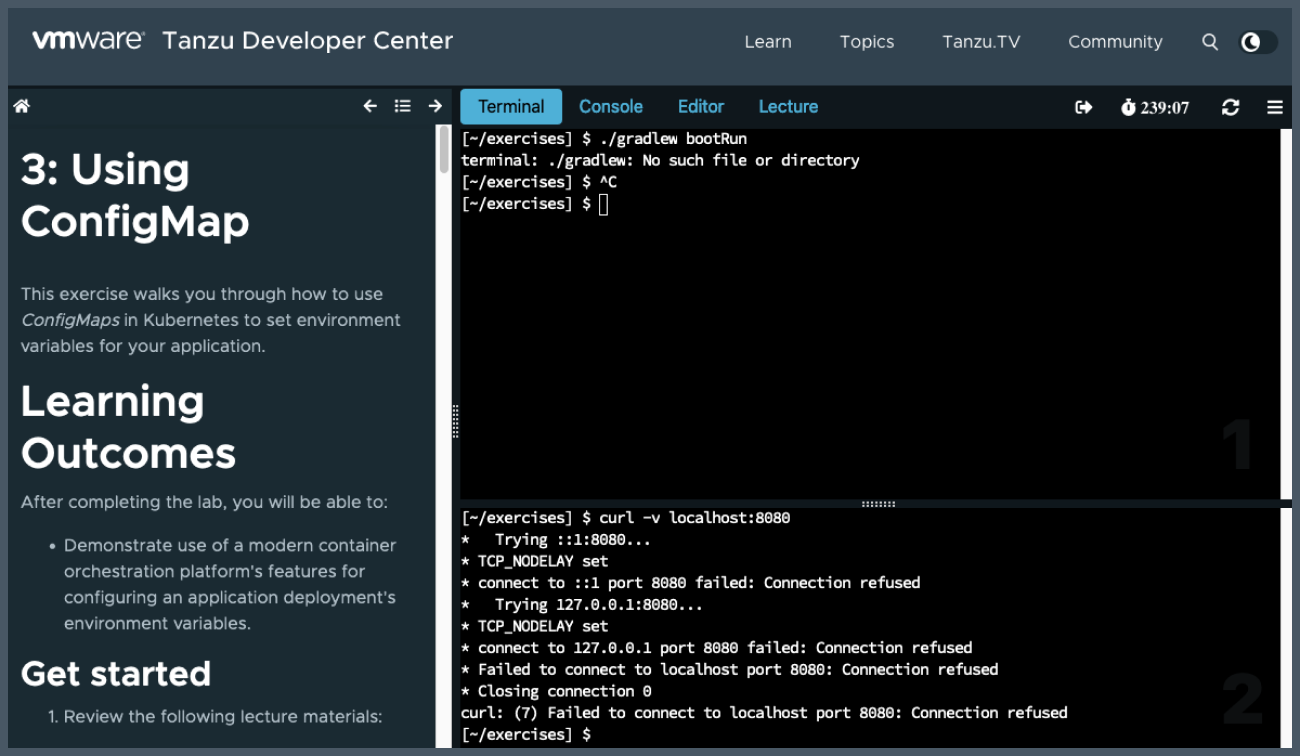 vmware® Tanzu Developer Center
Learn Topics Tanzu.TV Community
Terminal Console Editor Lecture
239:07
3: Using
ConfigMap
This exercise walks you through how to use
ConfigMaps in Kubernetes to set environment
variables for your application.
Learning
Outcomes
After completing the lab, you will be able to:
• Demonstrate use of a modern container
orchestration platform's features for
configuring an application deployment's
environment variables.
Get started
1. Review the following lecture materials:
[~/exercises] $ ./gradlew bootRun
terminal: ./gradlew: No such file or directory
[~/exercises] $ ^C
[~/exercises] $
1
[~/exercises] $ curl -v localhost:8080
*   Trying ::1:8080...
* TCP_NODELAY set
* connect to ::1 port 8080 failed: Connection refused
*   Trying 127.0.0.1:8080...
* TCP_NODELAY set
* connect to 127.0.0.1 port 8080 failed: Connection refused
* Failed to connect to localhost port 8080: Connection refused
* Closing connection 0
curl: (7) Failed to connect to localhost port 8080: Connection refused
[~/exercises] $
2